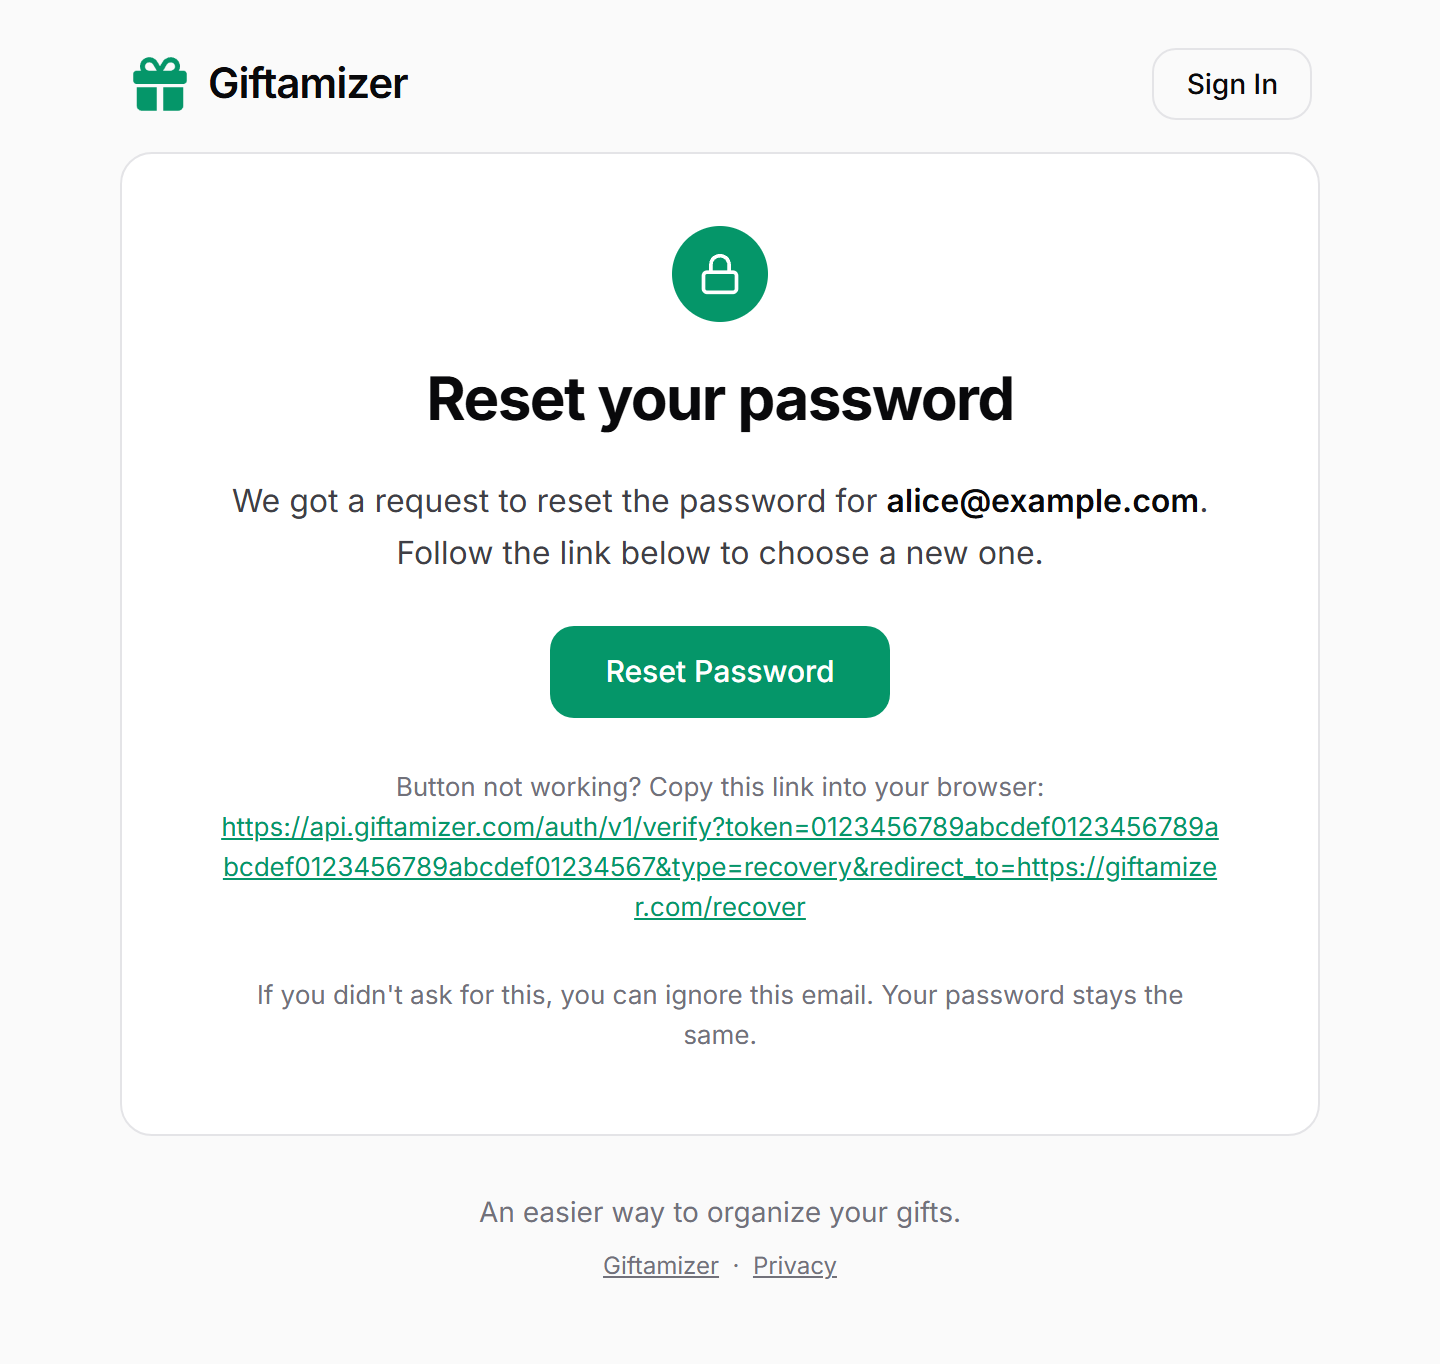 Giftamizer
Sign In
Reset your password
We got a request to reset the password for alice@example.com.
Follow the link below to choose a new one.
Reset Password
Button not working? Copy this link into your browser:
https://api.giftamizer.com/auth/v1/verify?token=0123456789abcdef0123456789a
bcdef0123456789abcdef01234567&type=recovery&redirect_to=https://giftamize
r.com/recover
If you didn't ask for this, you can ignore this email. Your password stays the
same.
An easier way to organize your gifts.
Giftamizer · Privacy